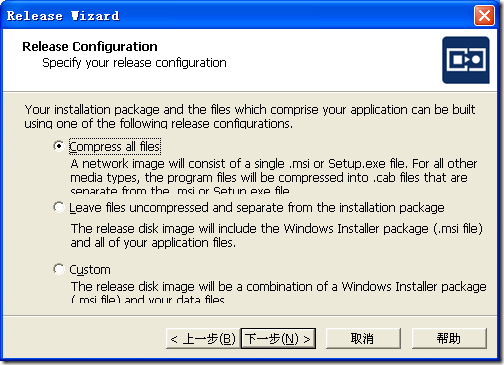 Release Wizard
Release Configuration
Specify your release configuration
Your installation package and the files which comprise your application can be built
using one of the following release configurations.
Compress all files
A network image will consist of a single .msi or Setup.exe file. For all other
media types, the program files will be compressed into .cab files that are
separate from the .msi or Setup.exe file.
Leave files uncompressed and separate from the installation package
The release disk image will include the Windows Installer package (.msi file)
and all of your application files.
Custom
The release disk image will be a combination of a Windows Installer package
(.msi file) and your data files.
< 上一步(B) 下一步(N) > 取消 帮助